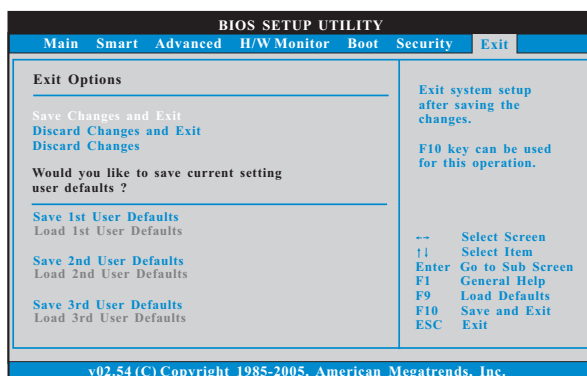 BIOS SETUP UTILITY
Main Smart Advanced H/W Monitor Boot Security Exit
Exit Options
Save Changes and Exit
Discard Changes and Exit
Discard Changes
Would you like to save current setting
user defaults ?
Save 1st User Defaults
Load 1st User Defaults
Save 2nd User Defaults
Load 2nd User Defaults
Save 3rd User Defaults
Load 3rd User Defaults
Exit system setup
after saving the
changes.
F10 key can be used
for this operation.
←→ Select Screen
↑↓ Select Item
Enter Go to Sub Screen
F1 General Help
F9 Load Defaults
F10 Save and Exit
ESC Exit
v02.54 (C) Copyright 1985-2005, American Megatrends, Inc.